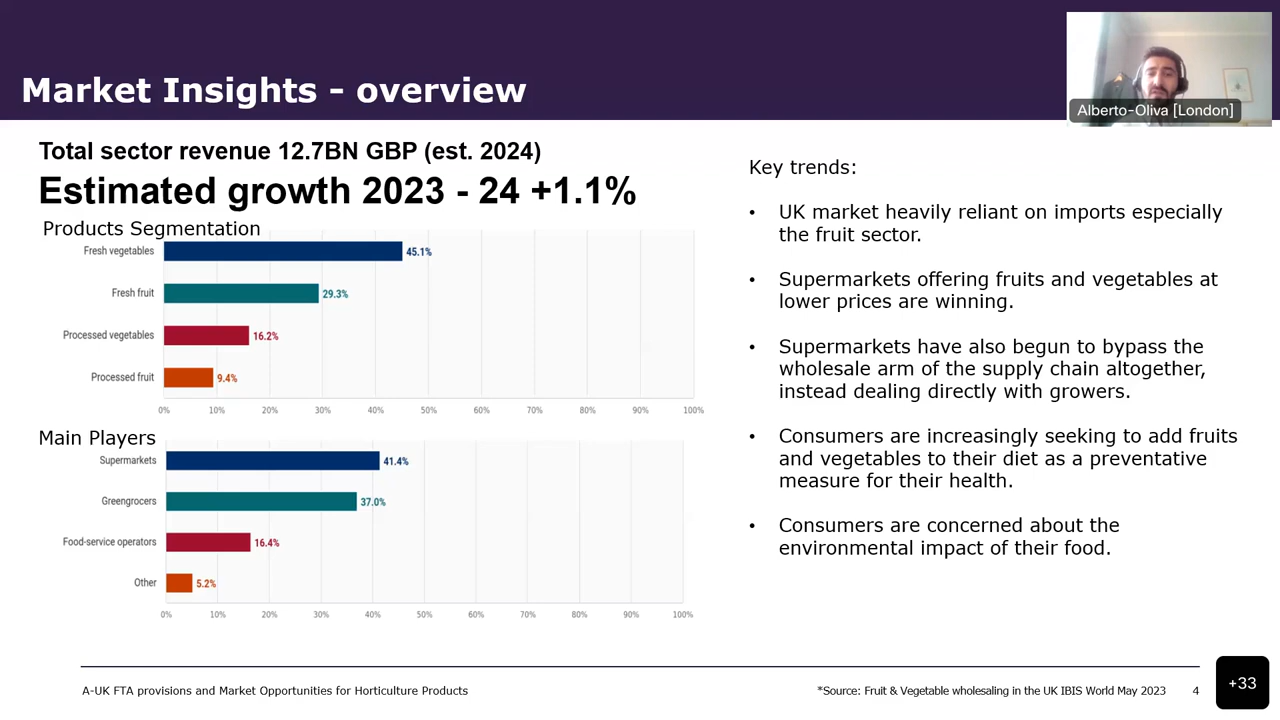 Market Insights - overview
Alberto-Oliva [London]
Total sector revenue 12.7BN GBP (est. 2024)
Estimated growth 2023 - 24 +1.1%
Products Segmentation
Fresh vegetables 45.1%
Fresh fruit 29.3%
Processed vegetables 16.2%
Processed fruit 9.4%
0% 10% 20% 30% 40% 50% 60% 70% 80% 90% 100%
Main Players
Supermarkets 41.4%
Greengrocers 37.0%
Food-service operators 16.4%
Other 5.2%
0% 10% 20% 30% 40% 50% 60% 70% 80% 90% 100%
Key trends:
• UK market heavily reliant on imports especially
the fruit sector.
• Supermarkets offering fruits and vegetables at
lower prices are winning.
• Supermarkets have also begun to bypass the
wholesale arm of the supply chain altogether,
instead dealing directly with growers.
• Consumers are increasingly seeking to add fruits
and vegetables to their diet as a preventative
measure for their health.
• Consumers are concerned about the
environmental impact of their food.
A-UK FTA provisions and Market Opportunities for Horticulture Products
*Source: Fruit & Vegetable wholesaling in the UK IBIS World May 2023
4
+33